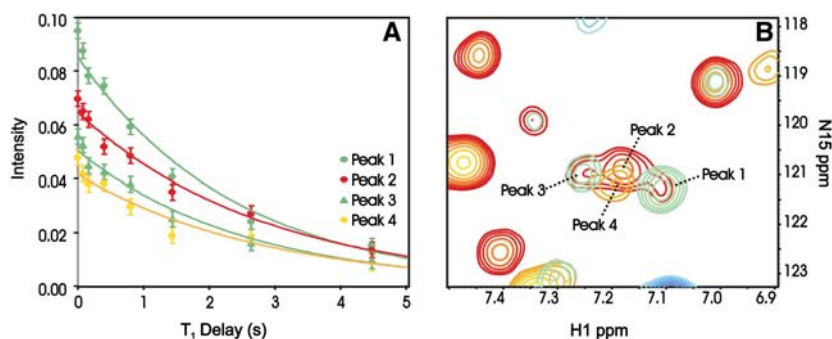 A
0.10
0.08
0.06
0.04
0.02
0.00
Intensity
Peak 1
Peak 2
Peak 3
Peak 4
0
1
2
3
4
5
T1 Delay (s)
B
118
119
120
121
122
123
N15 ppm
Peak 2
Peak 1
Peak 3
Peak 4
7.4
7.3
7.2
7.1
7.0
6.9
H1 ppm